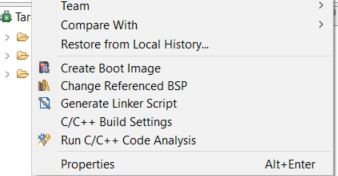 Tar
Team
Compare With
Restore from Local History...
Create Boot Image
Change Referenced BSP
Generate Linker Script
C/C++ Build Settings
Run C/C++ Code Analysis
Properties Alt+Enter